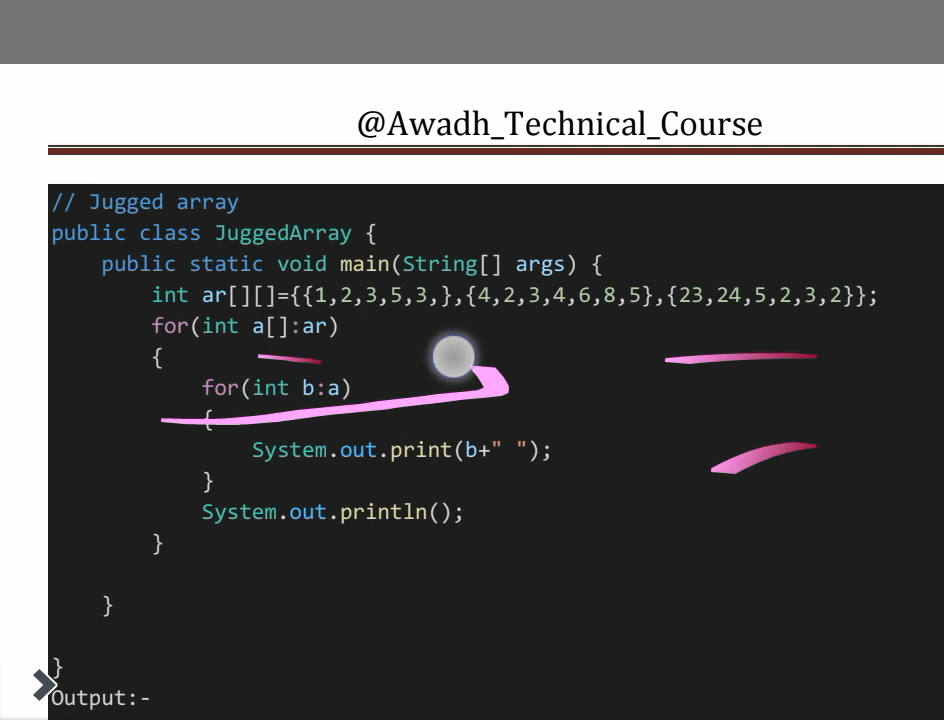 @Awadh_Technical_Course
// Jugged array
public class JuggedArray {
    public static void main(String[] args) {
        int ar[][]={{1,2,3,5,3,},{4,2,3,4,6,8,5},{23,24,5,2,3,2}};
        for(int a[]:ar)
        {
            for(int b:a)
            {
                System.out.print(b+" ");
            }
            System.out.println();
        }
    }
}
Output:-